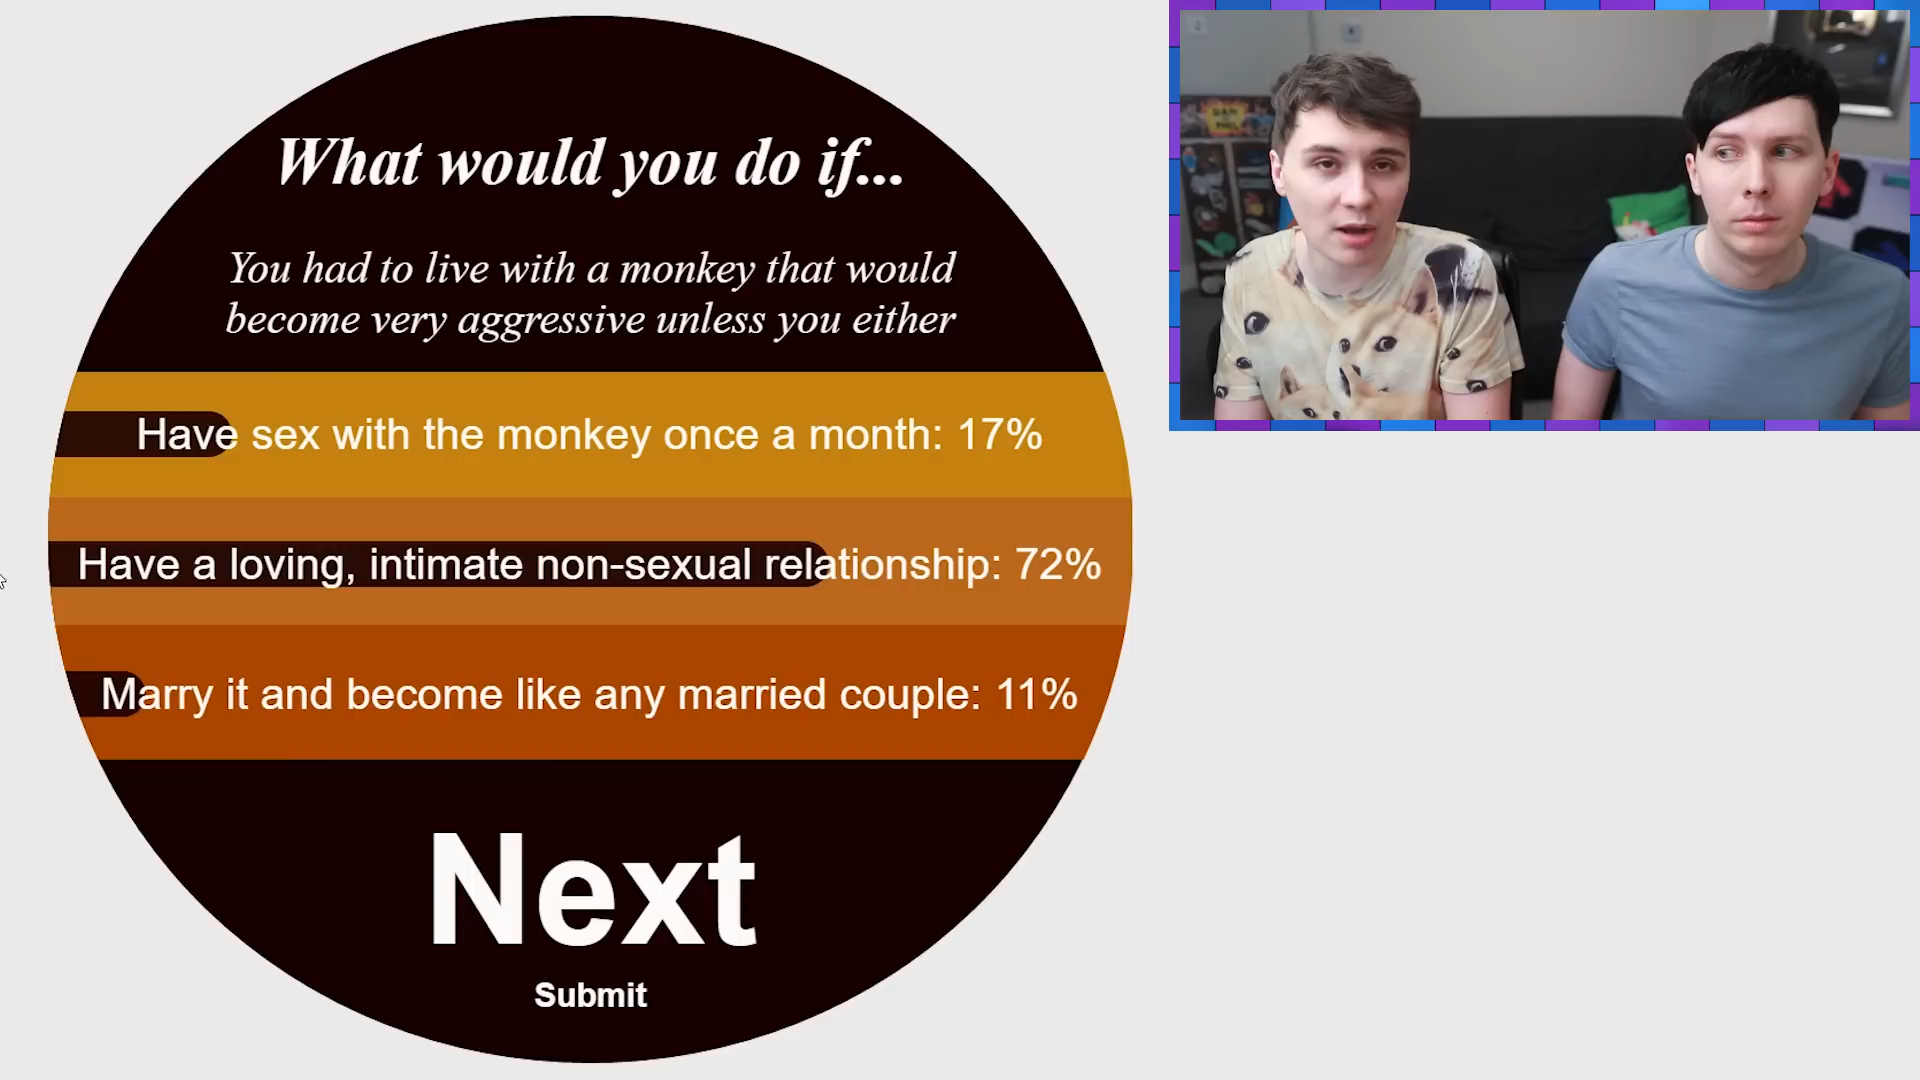 What would you do if...
You had to live with a monkey that would
become very aggressive unless you either
Have sex with the monkey once a month: 17%
Have a loving, intimate non-sexual relationship: 72%
Marry it and become like any married couple: 11%
Next
Submit